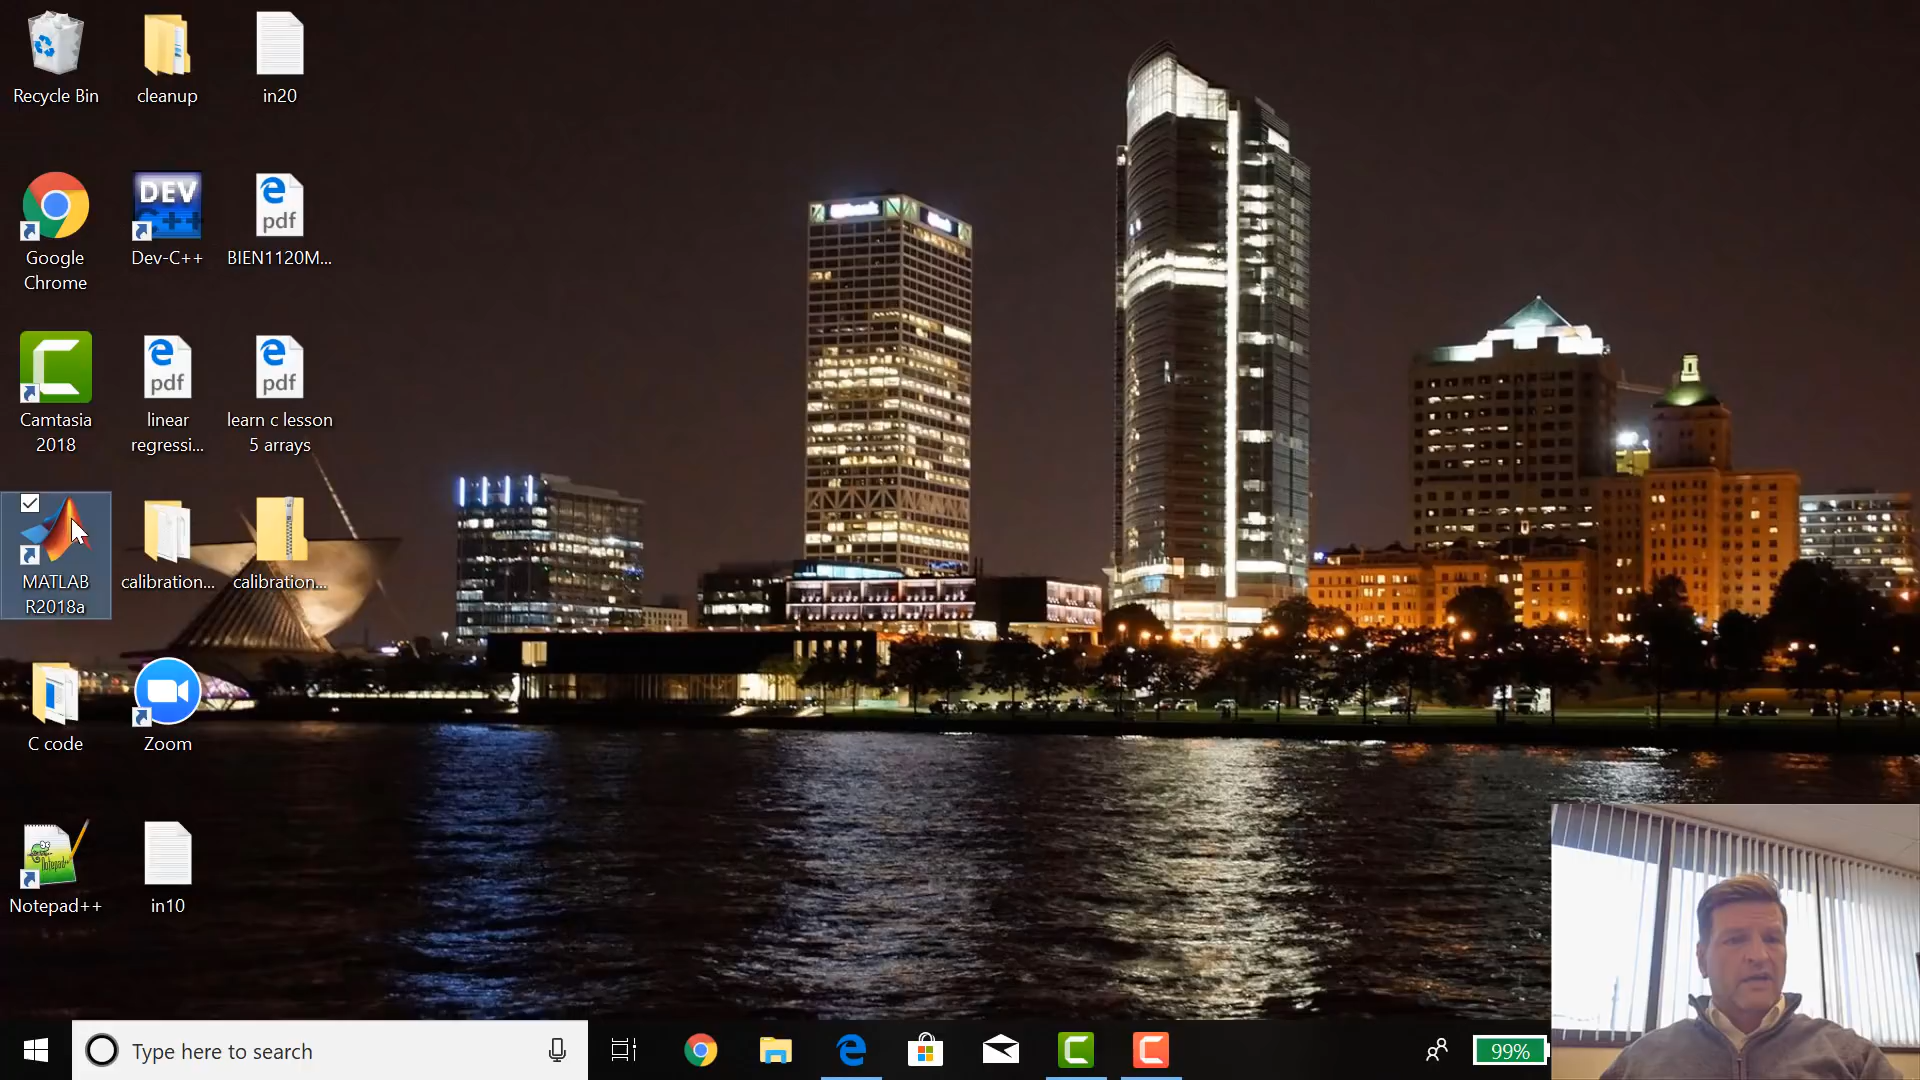 Recycle Bin
cleanup
in20
DEV
C++
pdf
Google
Chrome
Dev-C++
BIEN1120M...
pdf
pdf
Camtasia
2018
linear
regressi...
learn c lesson
5 arrays
MATLAB
R2018a
calibration...
calibration...
C code
Zoom
Notepad++
Notepad++
in10
Type here to search
99%